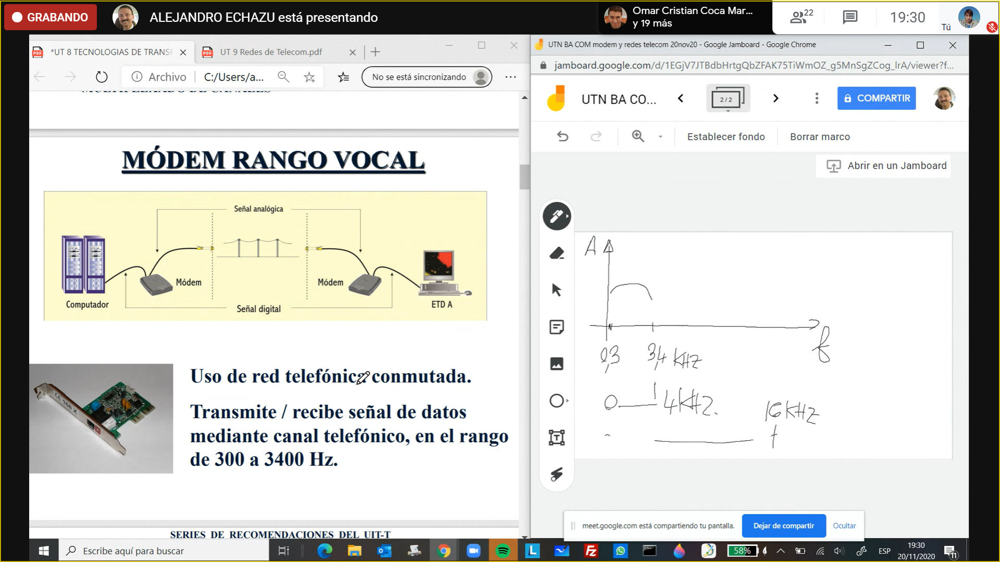 GRABANDO
ALEJANDRO ECHAZU está presentando
Omar Cristian Coca Mar...
y 19 más
22
19:30
Tú
*UT 8 TECNOLOGIAS DE TRANSF
UT 9 Redes de Telecom.pdf
Archivo
C:/Users/a...
No se está sincronizando
MÓDEM RANGO VOCAL
Señal analógica
Módem
Módem
Computador
Señal digital
ETD A
CE 168 X
Uso de red telefónica conmutada.
Transmite / recibe señal de datos
mediante canal telefónico, en el rango
de 300 a 3400 Hz.
SERIES DE RECOMENDACIONES DEL UIT-T
UTN BA COM modem y redes telecom 20nov20 - Google Jamboard - Google Chrome
jamboard.google.com/d/1EGjV7JTBdbHrtgQbZFAK75TiWmOZ_g5MnSgZCog_lrA/viewer?f...
UTN BA CO...
2 / 2
COMPARTIR
Establecer fondo
Borrar marco
Abrir en un Jamboard
A
f
0,3 3,4 KHZ
0 4KHZ.
16KHZ
meet.google.com está compartiendo tu pantalla.
Dejar de compartir
Ocultar
Escribe aquí para buscar
58%
ESP
19:30
20/11/2020
11